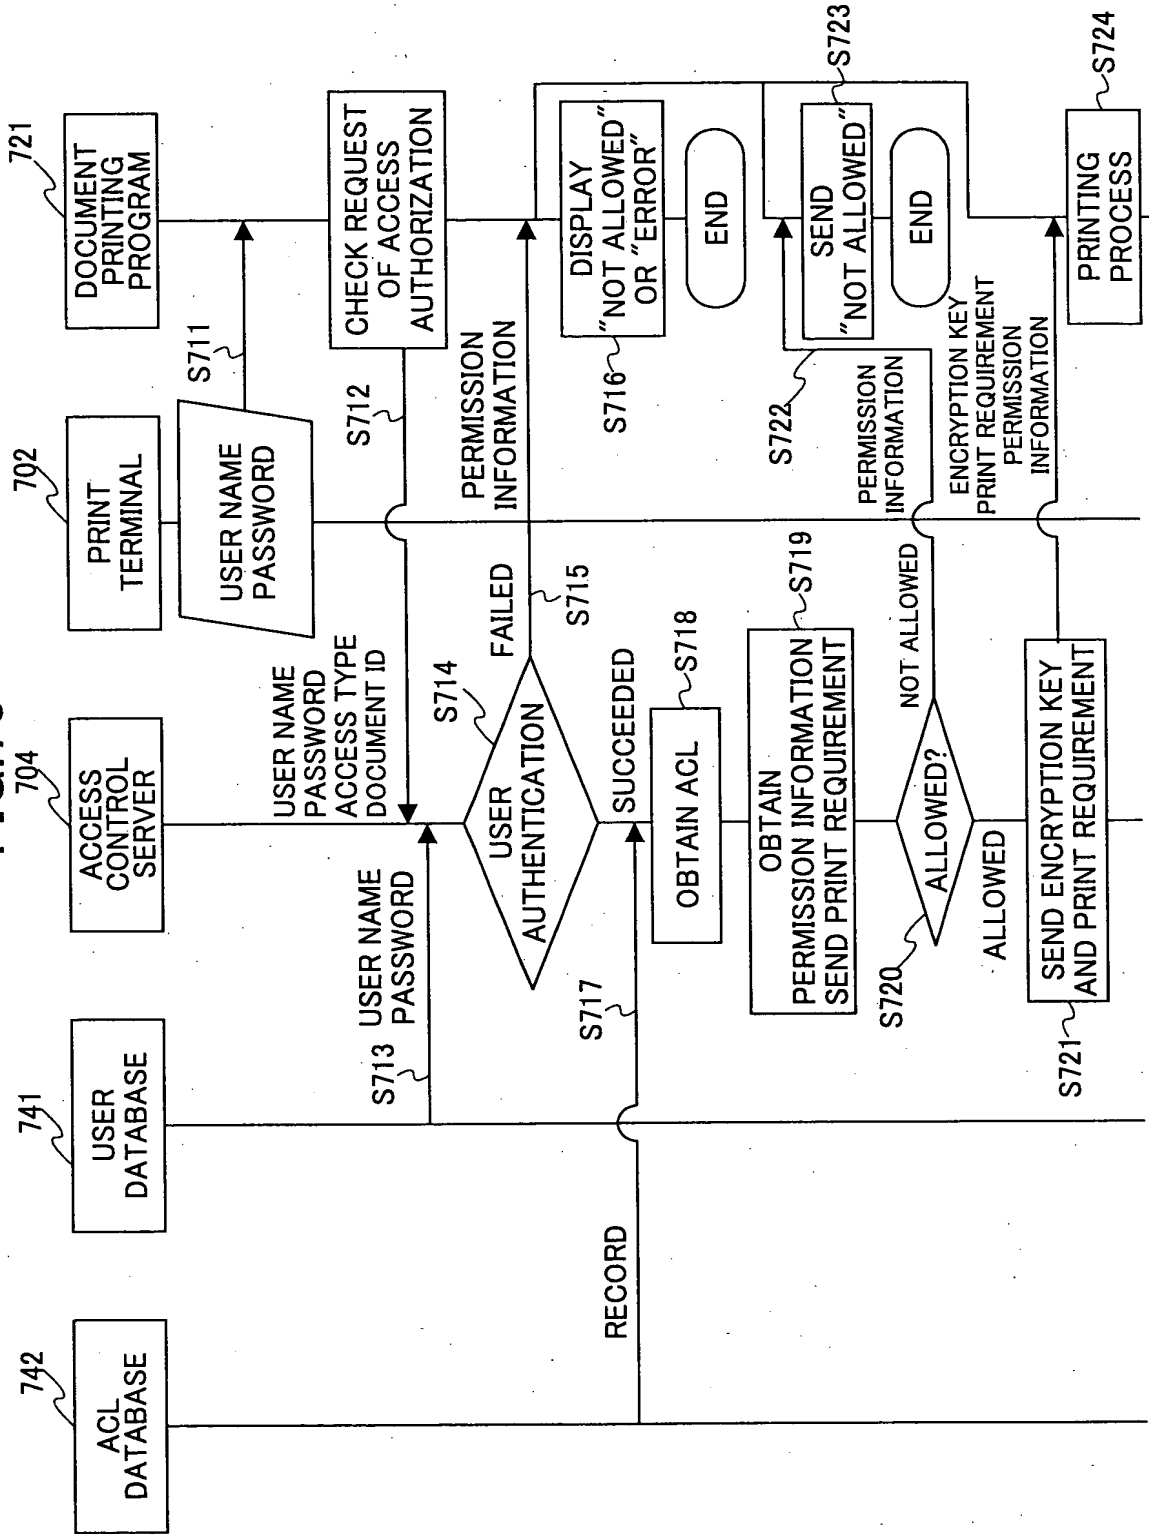 742
ACL
DATABASE
741
USER
DATABASE
704
ACCESS
CONTROL
SERVER
702
PRINT
TERMINAL
721
DOCUMENT
PRINTING
PROGRAM
USER NAME
PASSWORD
S711
CHECK REQUEST
OF ACCESS
AUTHORIZATION
S712
USER NAME
PASSWORD
ACCESS TYPE
DOCUMENT ID
USER NAME
PASSWORD
S713
S714
USER
AUTHENTICATION
FAILED
S715
PERMISSION
INFORMATION
DISPLAY
"NOT ALLOWED"
OR "ERROR"
S716
END
SUCCEEDED
RECORD
S717
OBTAIN ACL
S718
OBTAIN
PERMISSION INFORMATION
SEND PRINT REQUIREMENT
S719
ALLOWED?
S720
NOT ALLOWED
PERMISSION
INFORMATION
S722
SEND
"NOT ALLOWED"
S723
END
ALLOWED
SEND ENCRYPTION KEY
AND PRINT REQUIREMENT
S721
ENCRYPTION KEY
PRINT REQUIREMENT
PERMISSION
INFORMATION
PRINTING
PROCESS
S724